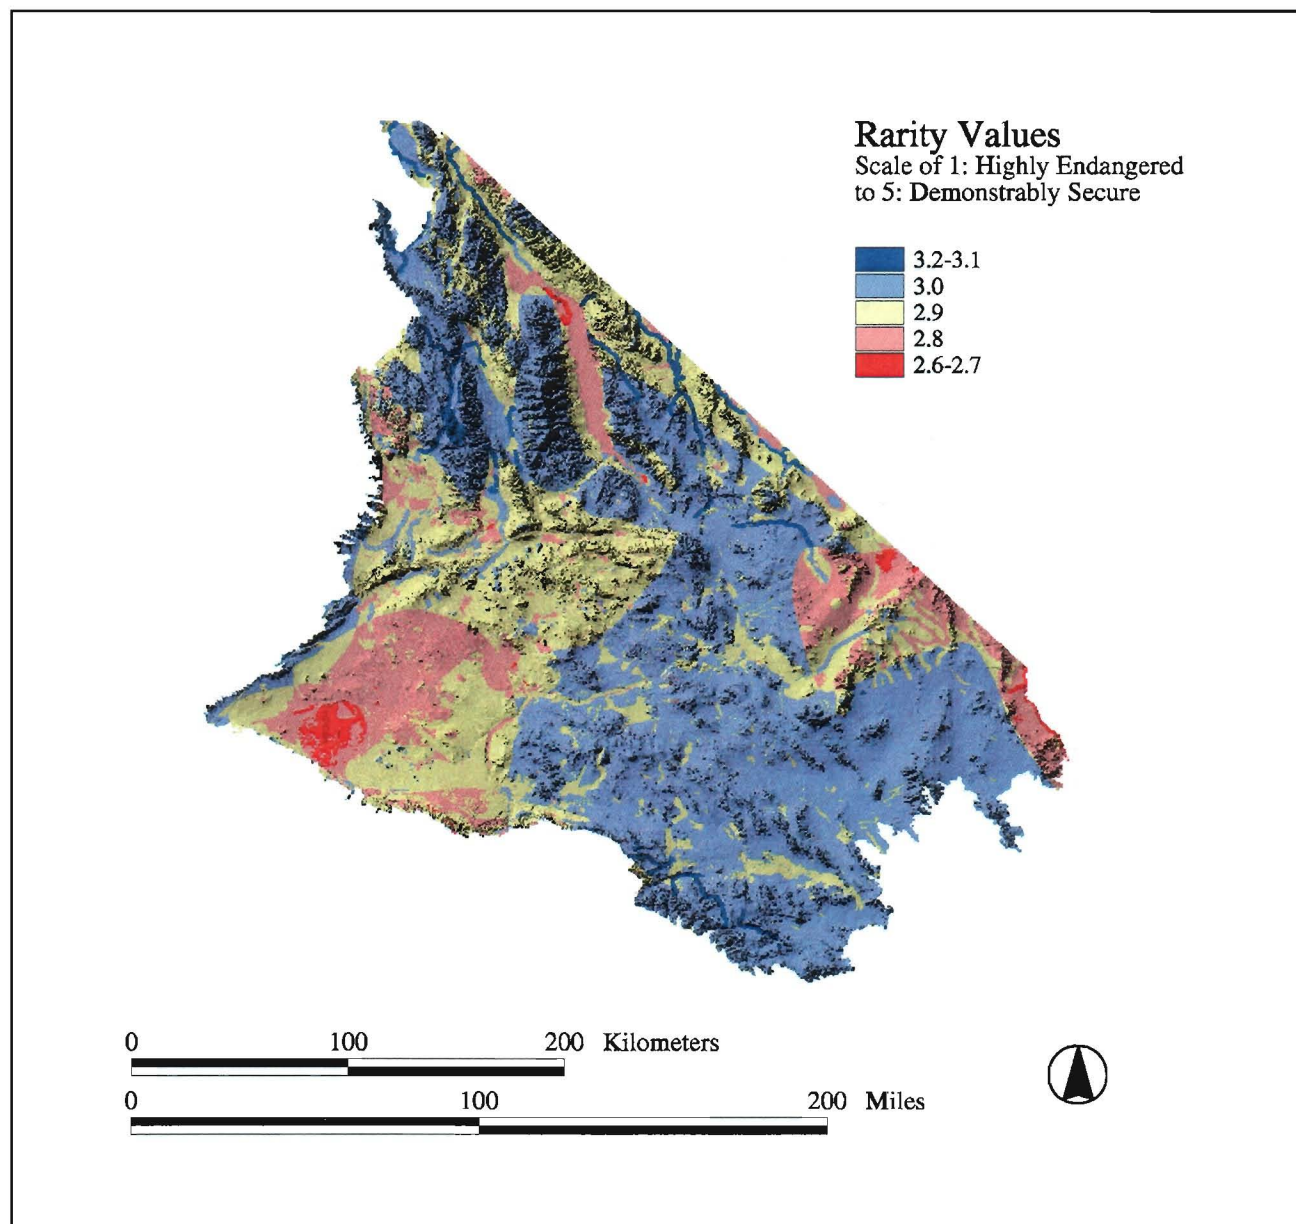 Rarity Values
Scale of 1: Highly Endangered
to 5: Demonstrably Secure
3.2-3.1
3.0
2.9
2.8
2.6-2.7
0 100 200 Kilometers
0 100 200 Miles